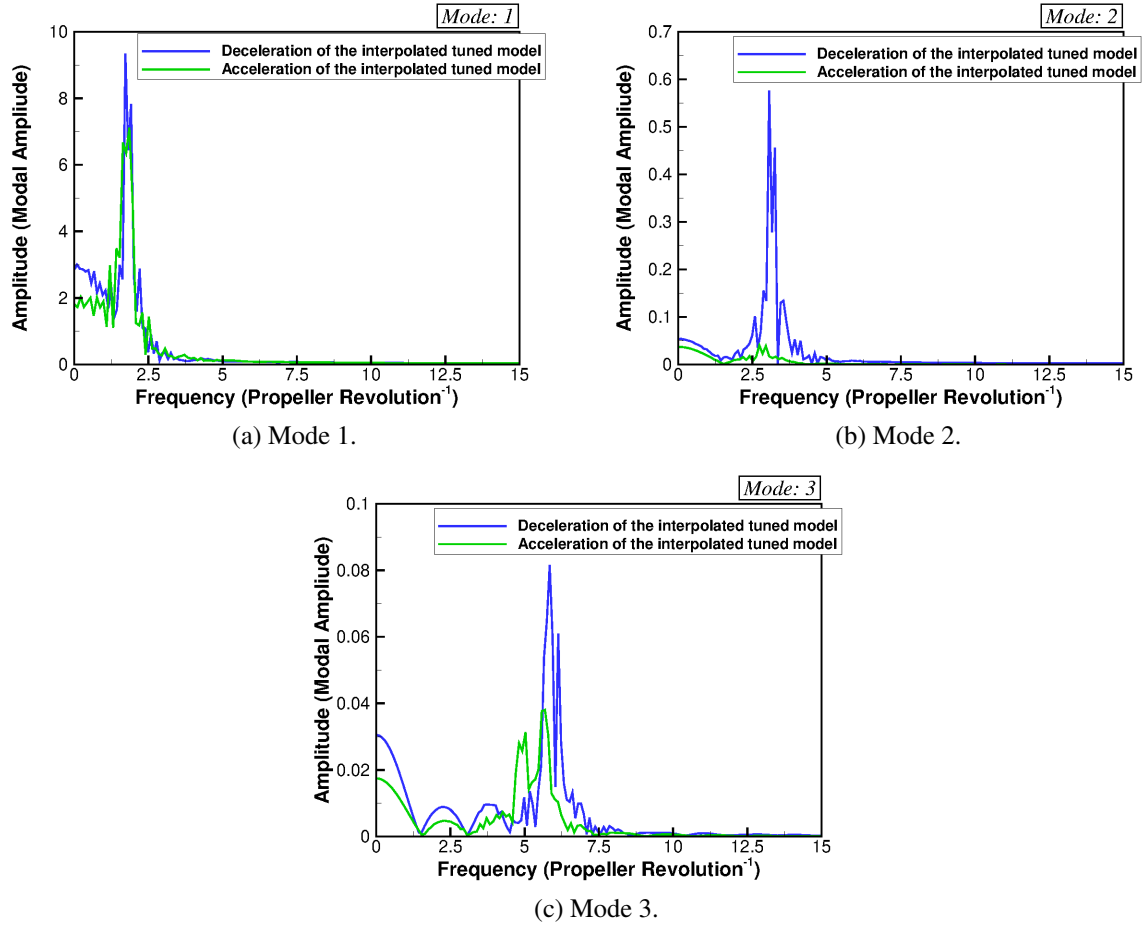 Mode: 1
Deceleration of the interpolated tuned model
Acceleration of the interpolated tuned model
Amplitude (Modal Ampliude)
10
8
6
4
2
0
0 2.5 5 7.5 10 12.5 15
Frequency (Propeller Revolution⁻¹)
(a) Mode 1.
Mode: 2
Deceleration of the interpolated tuned model
Acceleration of the interpolated tuned model
Amplitude (Modal Ampliude)
0.7
0.6
0.5
0.4
0.3
0.2
0.1
0
0 2.5 5 7.5 10 12.5 15
Frequency (Propeller Revolution⁻¹)
(b) Mode 2.
Mode: 3
Deceleration of the interpolated tuned model
Acceleration of the interpolated tuned model
Amplitude (Modal Ampliude)
0.1
0.08
0.06
0.04
0.02
0
0 2.5 5 7.5 10 12.5 15
Frequency (Propeller Revolution⁻¹)
(c) Mode 3.